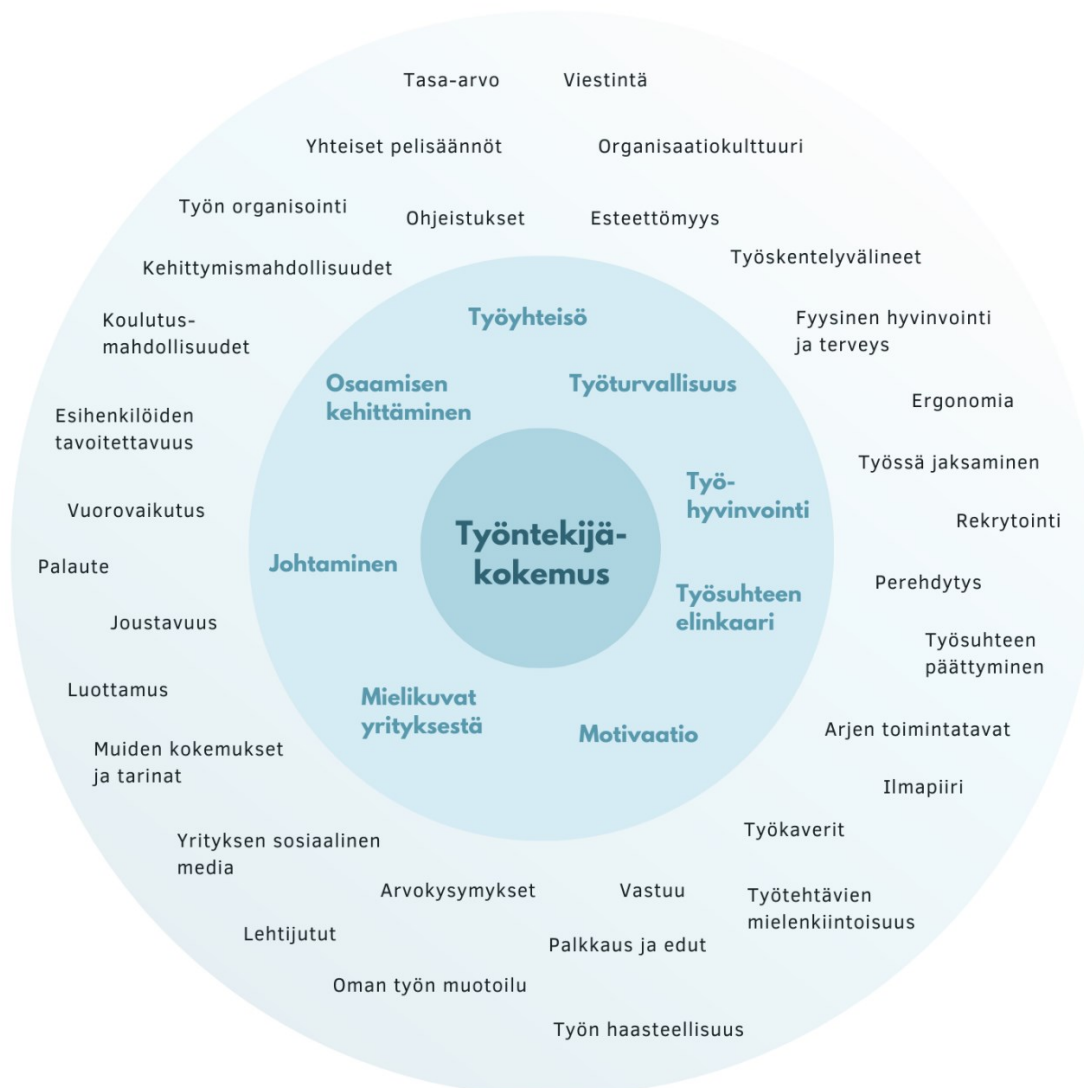 Tasa-arvo
Viestintä
Yhteiset pelisäännöt
Organisaatiokulttuuri
Työn organisointi
Ohjeistukset
Esteettömyys
Työskentelyvälineet
Kehittymismahdollisuudet
Koulutus-
mahdollisuudet
Työyhteisö
Fyysinen hyvinvointi
ja terveys
Osaamisen
kehittäminen
Työturvallisuus
Ergonomia
Esihenkilöiden
tavoitettavuus
Työssä jaksaminen
Työ-
hyvinvointi
Vuorovaikutus
Rekrytointi
Työntekijä-
kokemus
Johtaminen
Palaute
Perehdytys
Työsuhteen
elinkaari
Joustavuus
Työsuhteen
päättyminen
Luottamus
Mielikuvat
yrityksestä
Motivaatio
Arjen toimintatavat
Muiden kokemukset
ja tarinat
Ilmapiiri
Työkaverit
Yrityksen sosiaalinen
media
Arvokysymykset
Vastuu
Työtehtävien
mielenkiintoisuus
Lehtijutut
Palkkaus ja edut
Oman työn muotoilu
Työn haasteellisuus